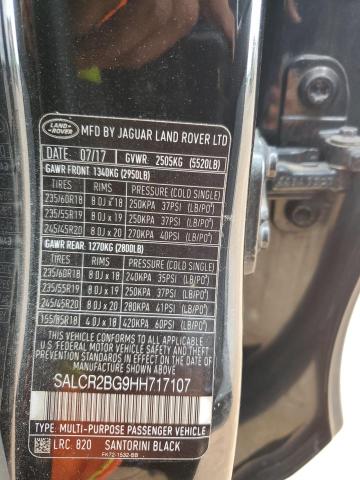 LAND
ROVER
MFD BY JAGUAR LAND ROVER LTD
DATE 07/17 GVWR: 2505KG (5520LB)
GAWR FRONT 1340KG (2950LB)
TIRES RIMS PRESSURE (COLD SINGLE)
235/60R18 8.0J x 18 250KPA 37PSI (LB/PO²)
235/55R19 8.0J x 19 250KPA 37PSI (LB/PO²)
245/45R20 8.0J x 20 270KPA 40PSI (LB/PO²)
GAWR REAR: 1270KG (2800LB)
TIRES RIMS PRESSURE (COLD SINGLE)
235/60R18 8.0J x 18 240KPA 35PSI (LB/PO²)
235/55R19 8.0J x 19 250KPA 37PSI (LB/PO²)
245/45R20 8.0J x 20 280KPA 41PSI (LB/PO²)
155/85R18 4.0J x 18 420KPA 60PSI (LB/PO²)
THIS VEHICLE CONFORMS TO ALL APPLICABLE
U.S. FEDERAL MOTOR VEHICLE SAFETY
STANDARDS IN EFFECT ON THE DATE OF
MANUFACTURE SHOWN ABOVE.
SALCR2BG9HH717107
TYPE: MULTI-PURPOSE PASSENGER VEHICLE
LRC. 820 SANTORINI BLACK
FK72-1532-BB